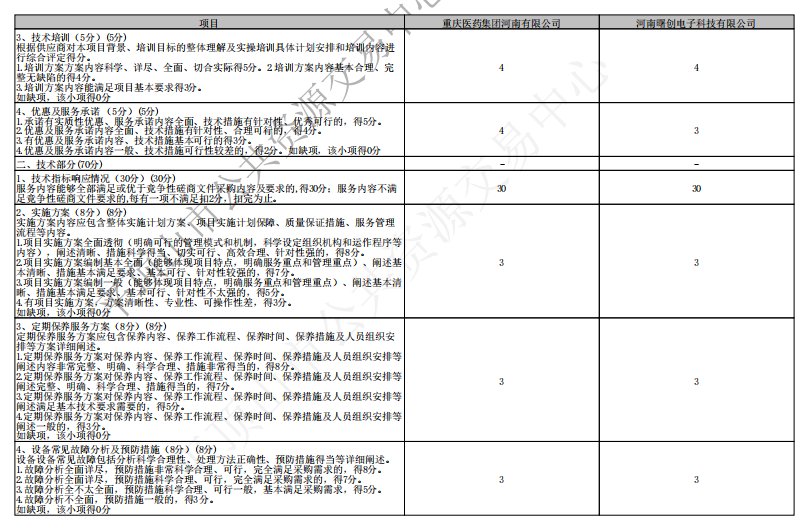 项目 重庆医药集团河南有限公司 河南曙创电子科技有限公司
3、技术培训（5分）(5分)
根据供应商对本项目背景、培训目标的整体理解及实操培训具体计划安排和培训内容进
行综合评定得分。
1.培训方案方案内容科学、详尽、全面、切合实际得5分。2培训方案内容基本合理、完
整无缺陷的得4分。
3.培训方案内容能满足项目基本要求得3分。
如缺项，该小项得0分
4 4
4、优惠及服务承诺 （5分）(5分)
1.承诺有实质性优惠、服务承诺内容全面、技术措施有针对性、优秀可行的，得5分。
2.优惠及服务承诺内容全面、技术措施有针对性、合理可行的，得4分。
3.有优惠及服务承诺内容、技术措施基本可行的得3分。
4.优惠及服务承诺内容一般、技术措施可行性较差的，得2分。如缺项，该小项得0分
4 3
二、技术部分(70分) – –
1、技术指标响应情况（30分）(30分)
服务内容能够全部满足或优于竞争性磋商文件采购内容及要求的,得30分；服务内容不满
足竞争性磋商文件要求的,每有一项不满足扣2分，扣完为止。
30 30
2、实施方案（8分）(8分)
实施方案内容应包含整体实施计划方案、项目实施计划保障、质量保证措施、服务管理
流程等内容。
1.项目实施方案全面透彻（明确可行的管理模式和机制，科学设定组织机构和运作程序等
内容），阐述清晰、措施科学得当、切实可行、高效合理、针对性强的，得8分。
2.项目实施方案编制基本全面（能够体现项目特点，明确服务重点和管理重点）、阐述基
本清晰、措施基本满足要求、基本可行、针对性较强的，得7分。
3.项目实施方案编制一般（能够体现项目特点，明确服务重点和管理重点）、阐述基本清
晰、措施基本满足要求、基本可行、针对性不太强的，得5分。
4.有项目实施方案，方案清晰性、专业性、可操作性差，得3分。
如缺项，该小项得0分
3 3
3、定期保养服务方案（8分）(8分)
定期保养服务方案应包含保养内容、保养工作流程、保养时间、保养措施及人员组织安
排等方案详细阐述。
1.定期保养服务方案对保养内容、保养工作流程、保养时间、保养措施及人员组织安排等
阐述内容非常完整、明确、科学合理、措施非常得当的，得8分。
2.定期保养服务方案对保养内容、保养工作流程、保养时间、保养措施及人员组织安排等
阐述完整、明确、科学合理、措施得当的，得7分。
3.定期保养服务方案对保养内容、保养工作流程、保养时间、保养措施及人员组织安排等
阐述满足基本技术要求需要的，得5分。
4.定期保养服务方案对保养内容、保养工作流程、保养时间、保养措施及人员组织安排等
阐述一般的，得3分。
如缺项，该小项得0分
3 3
4、设备常见故障分析及预防措施（8分）(8分)
设备设备常见故障包括分析科学合理性、处理方法正确性、预防措施得当等详细阐述。
1.故障分析全面详尽，预防措施非常科学合理、可行，完全满足采购需求的，得8分。
2.故障分析全面详尽，预防措施科学合理、可行，完全满足采购需求的，得7分。
3.故障分析全不太全面，预防措施科学合理、可行一般，基本满足采购需求，得5分。
4.故障分析不全面，预防措施一般的，得3分。
如缺项，该小项得0分
3 3
市公共资源交易中心
公共资源交易中心